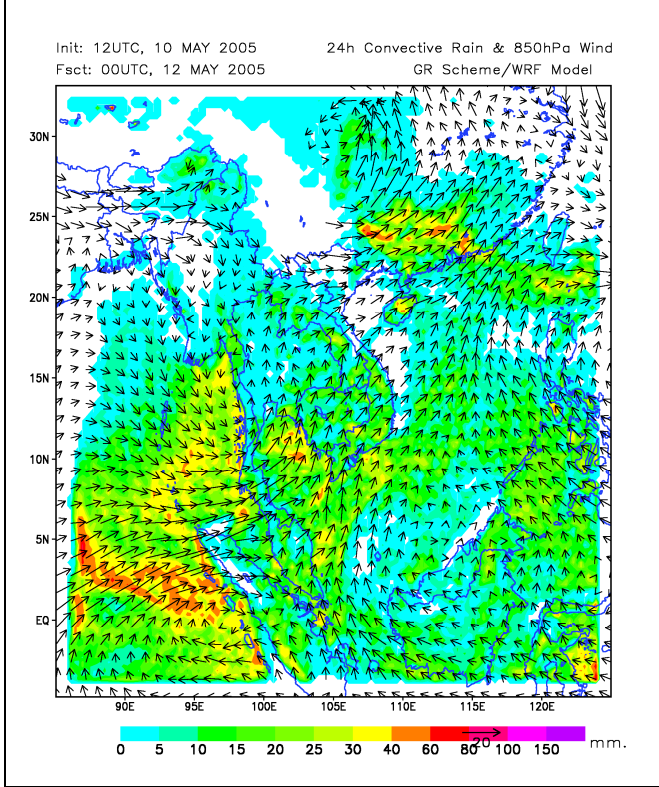 Init: 12UTC, 10 MAY 2005 24h Convective Rain & 850hPa Wind
Fsct: 00UTC, 12 MAY 2005 GR Scheme/WRF Model
30N
25N
20N
15N
10N
5N
EQ
90E 95E 100E 105E 110E 115E 120E
20
0 5 10 15 20 25 30 40 60 80 100 150 mm.